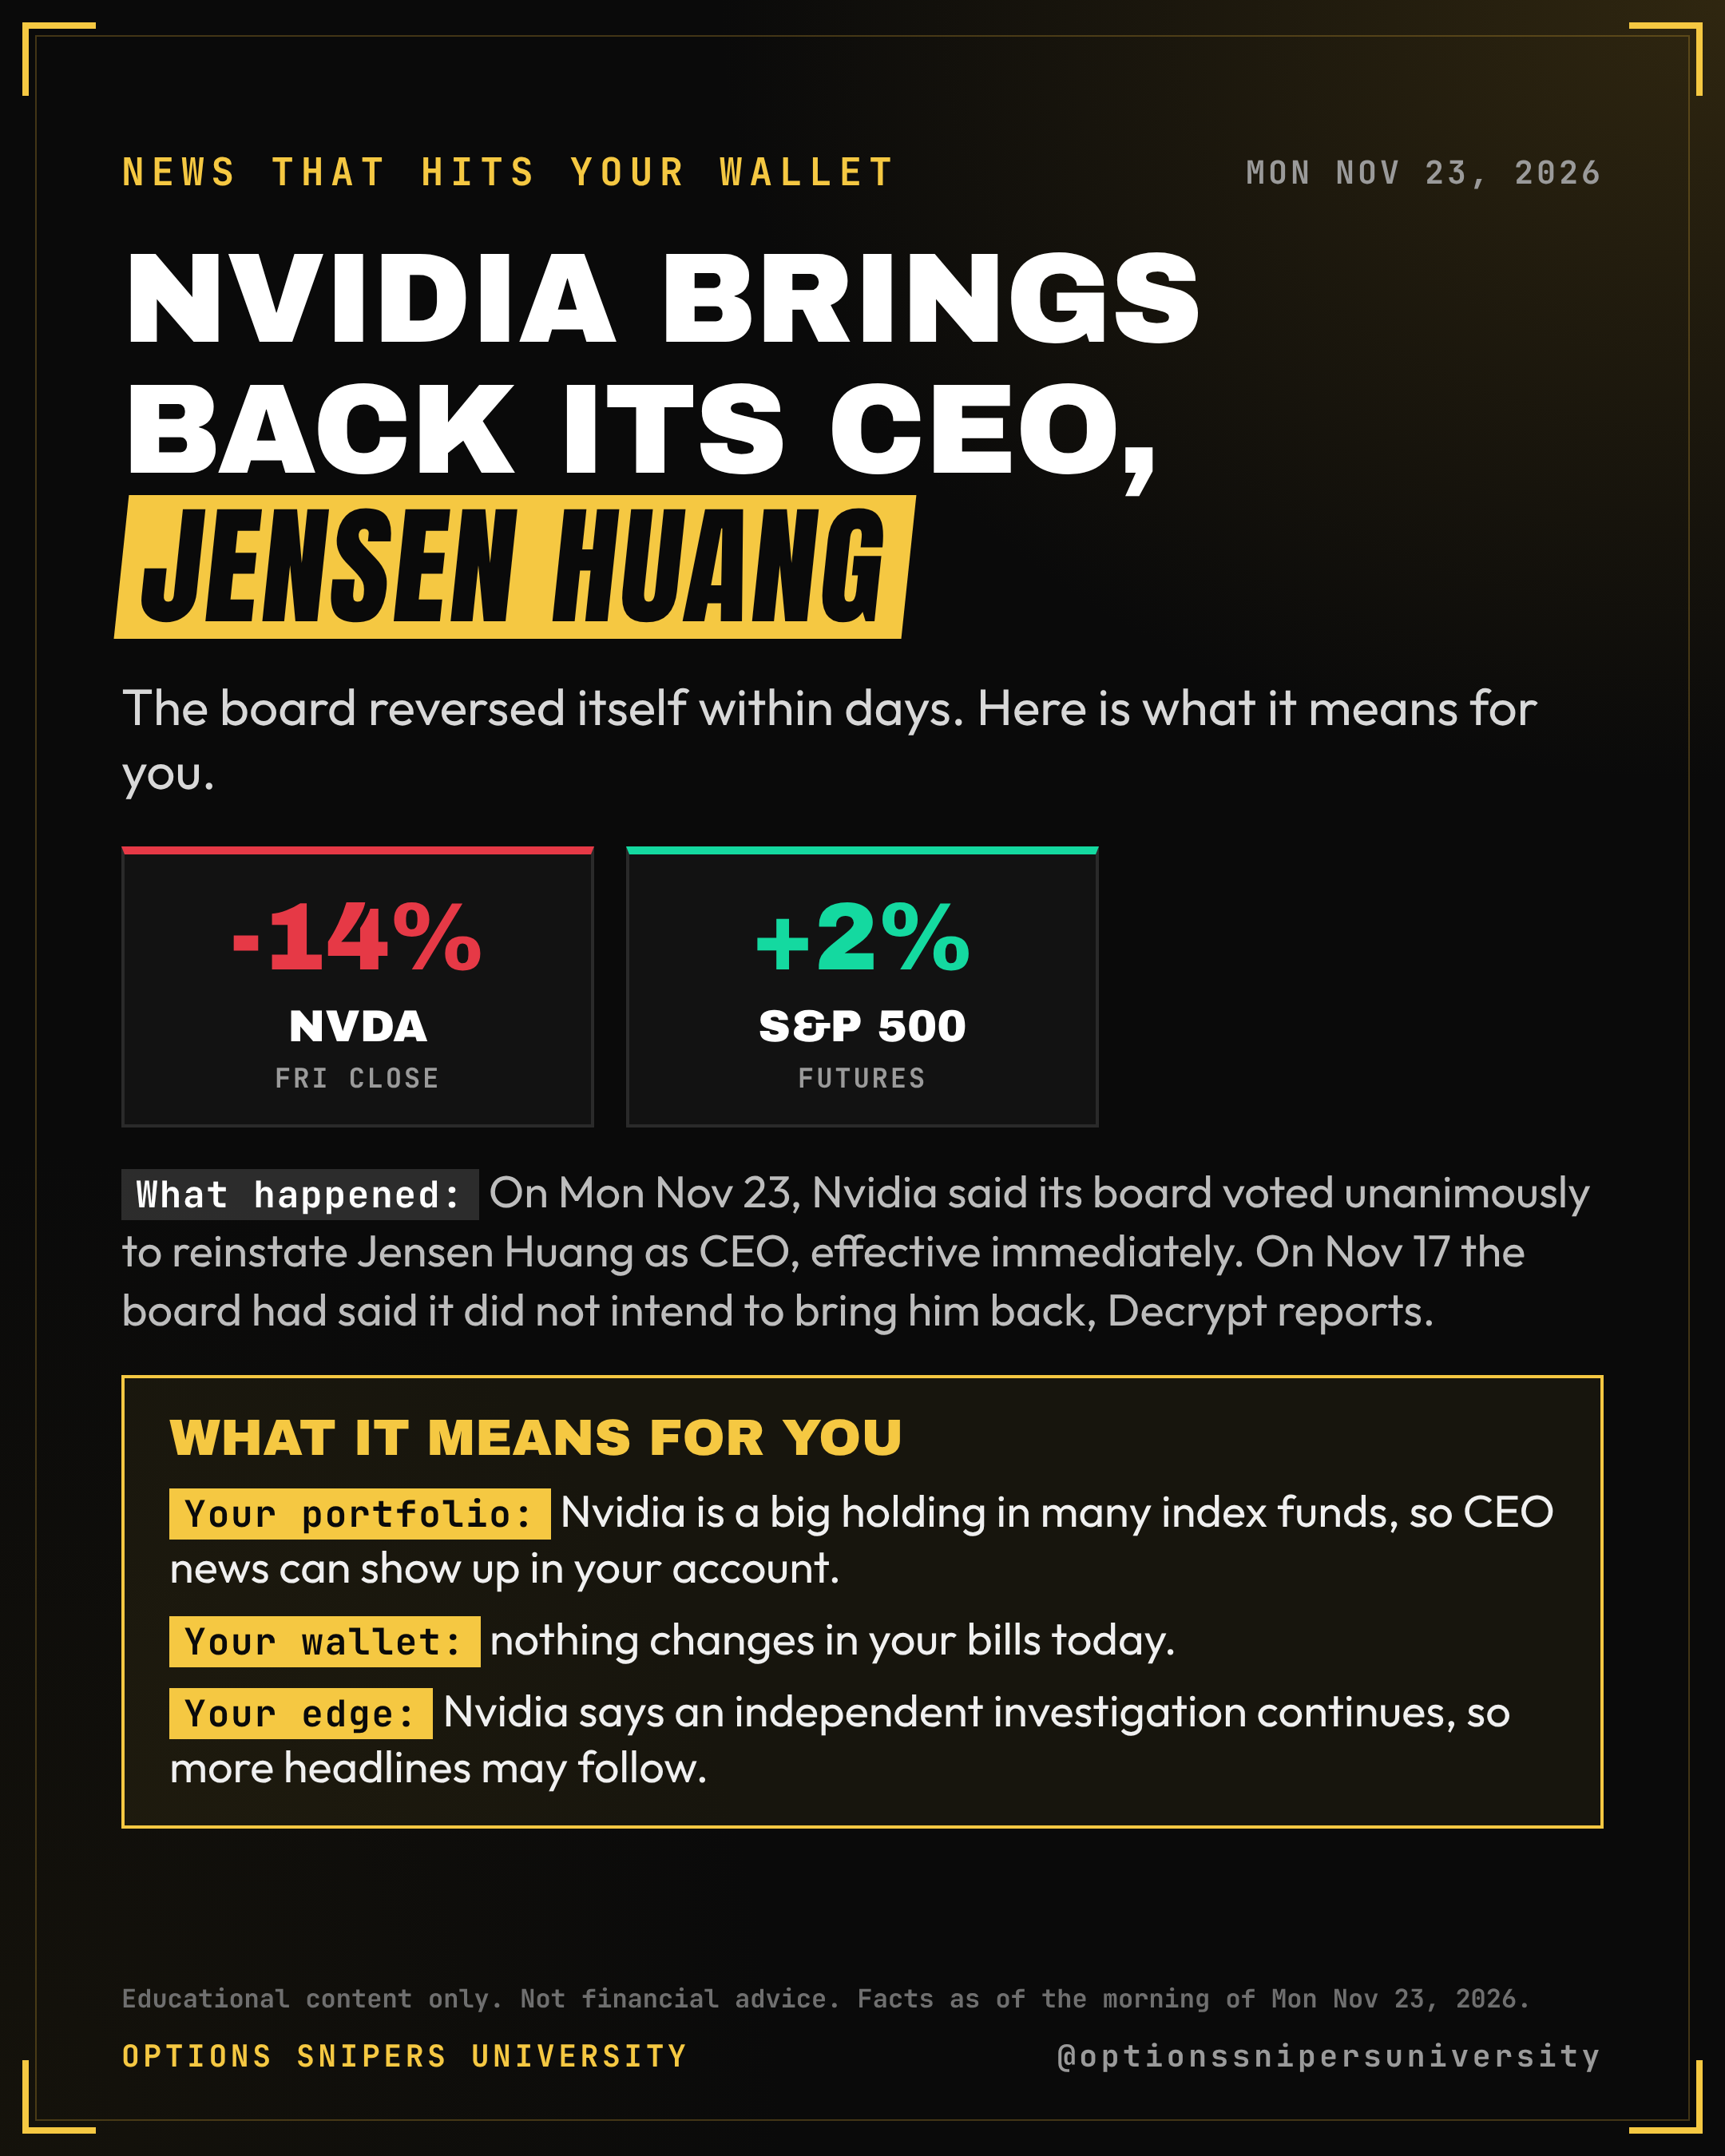 NEWS THAT HITS YOUR WALLET
MON NOV 23, 2026
NVIDIA BRINGS
BACK ITS CEO,
JENSEN HUANG
The board reversed itself within days. Here is what it means for
you.
-14%
NVDA
FRI CLOSE
+2%
S&P 500
FUTURES
What happened: On Mon Nov 23, Nvidia said its board voted unanimously
to reinstate Jensen Huang as CEO, effective immediately. On Nov 17 the
board had said it did not intend to bring him back, Decrypt reports.
WHAT IT MEANS FOR YOU
Your portfolio: Nvidia is a big holding in many index funds, so CEO
news can show up in your account.
Your wallet: nothing changes in your bills today.
Your edge: Nvidia says an independent investigation continues, so
more headlines may follow.
Educational content only. Not financial advice. Facts as of the morning of Mon Nov 23, 2026.
OPTIONS SNIPERS UNIVERSITY
@optionssnipersuniversity